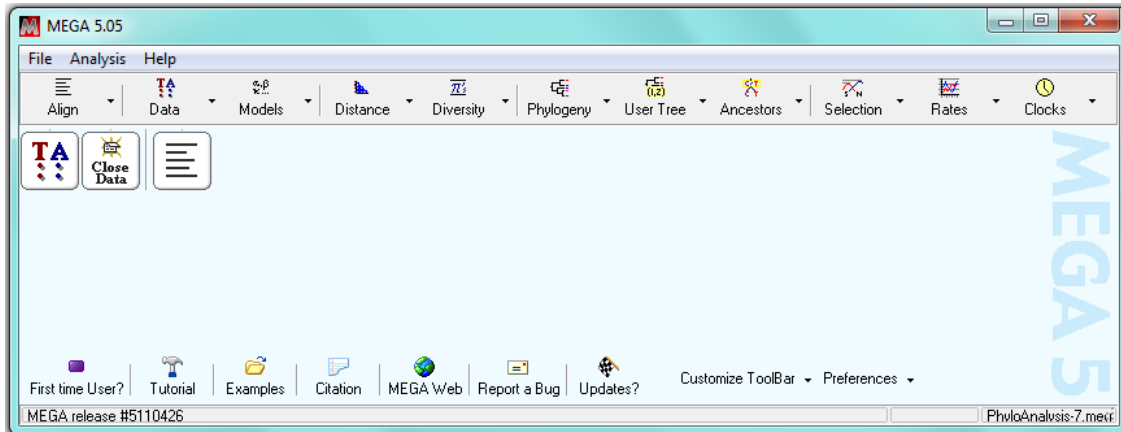 MEGA 5.05
File Analysis Help
Align Data Models Distance Diversity Phylogeny User Tree Ancestors Selection Rates Clocks
TA Close Data
MEGA 5
First time User? Tutorial Examples Citation MEGA Web Report a Bug Updates? Customize ToolBar Preferences
MEGA release #5110426 PhyloAnalysis-7.meg